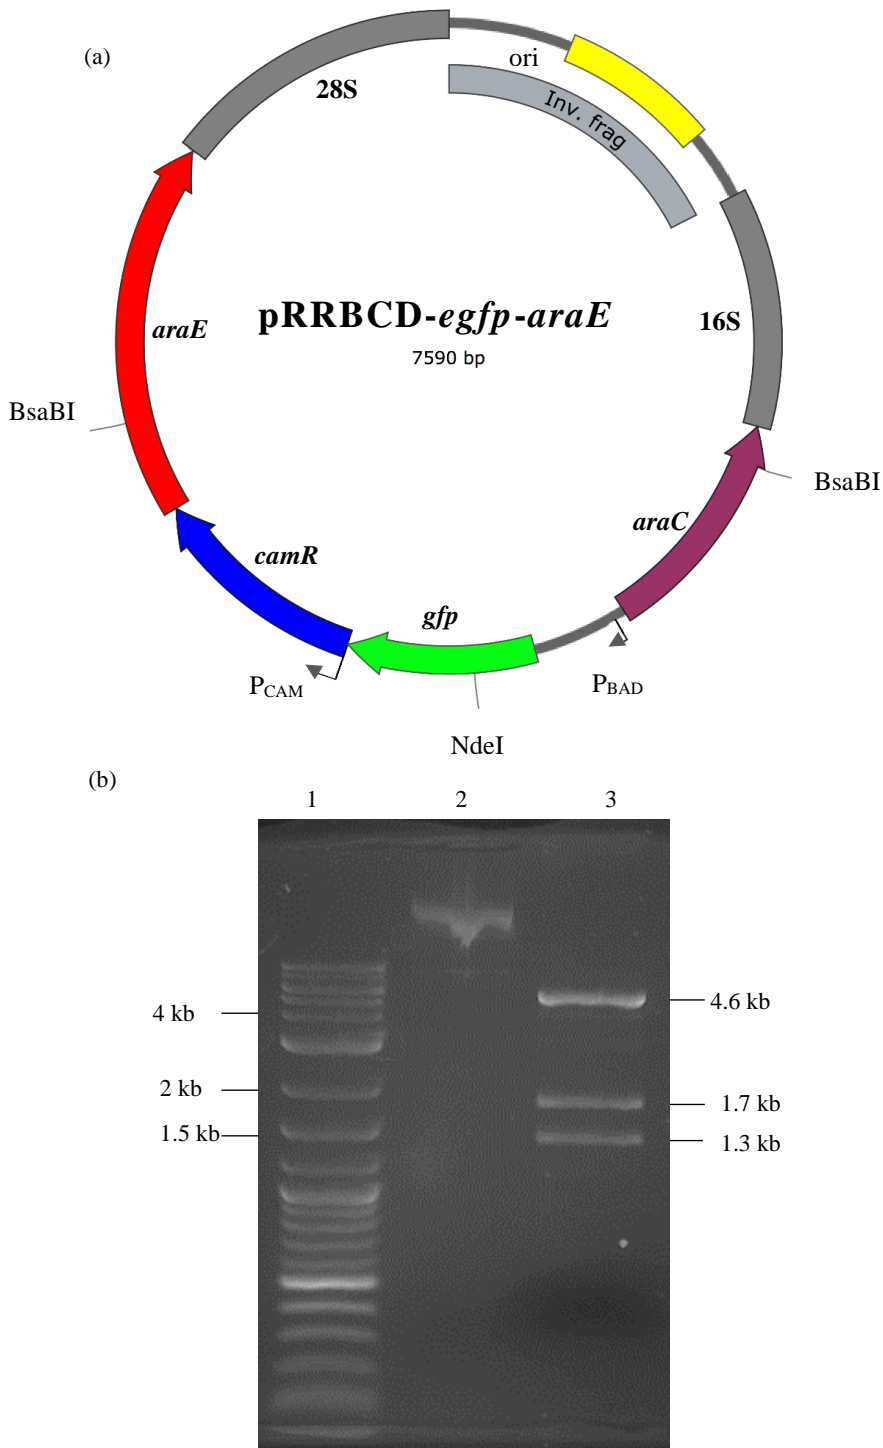 (a)
28S
ori
Inv. frag
araE
pRRBCD-egfp-araE
7590 bp
16S
BsaBI
BsaBI
araC
camR
gfp
PCAM
PBAD
NdeI
(b)
1 2 3
4 kb
4.6 kb
2 kb
1.7 kb
1.5 kb
1.3 kb